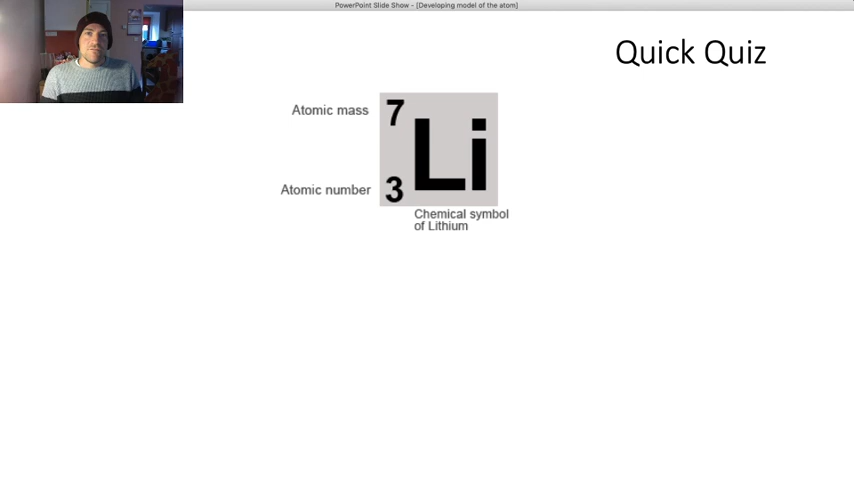 PowerPoint Slide Show - [Developing model of the atom]
Quick Quiz
Atomic mass
7
Li
Atomic number
3
Chemical symbol
of Lithium